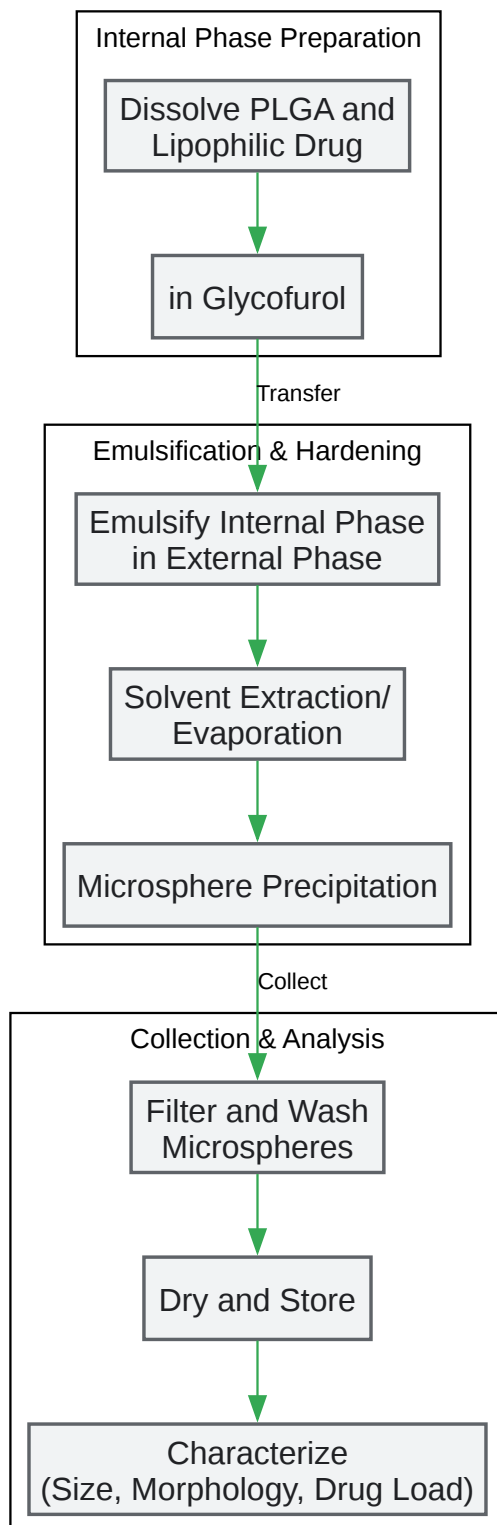 Internal Phase Preparation
Dissolve PLGA and
Lipophilic Drug
in Glycofurol
Transfer
Emulsification & Hardening
Emulsify Internal Phase
in External Phase
Solvent Extraction/
Evaporation
Microsphere Precipitation
Collect
Collection & Analysis
Filter and Wash
Microspheres
Dry and Store
Characterize
(Size, Morphology, Drug Load)